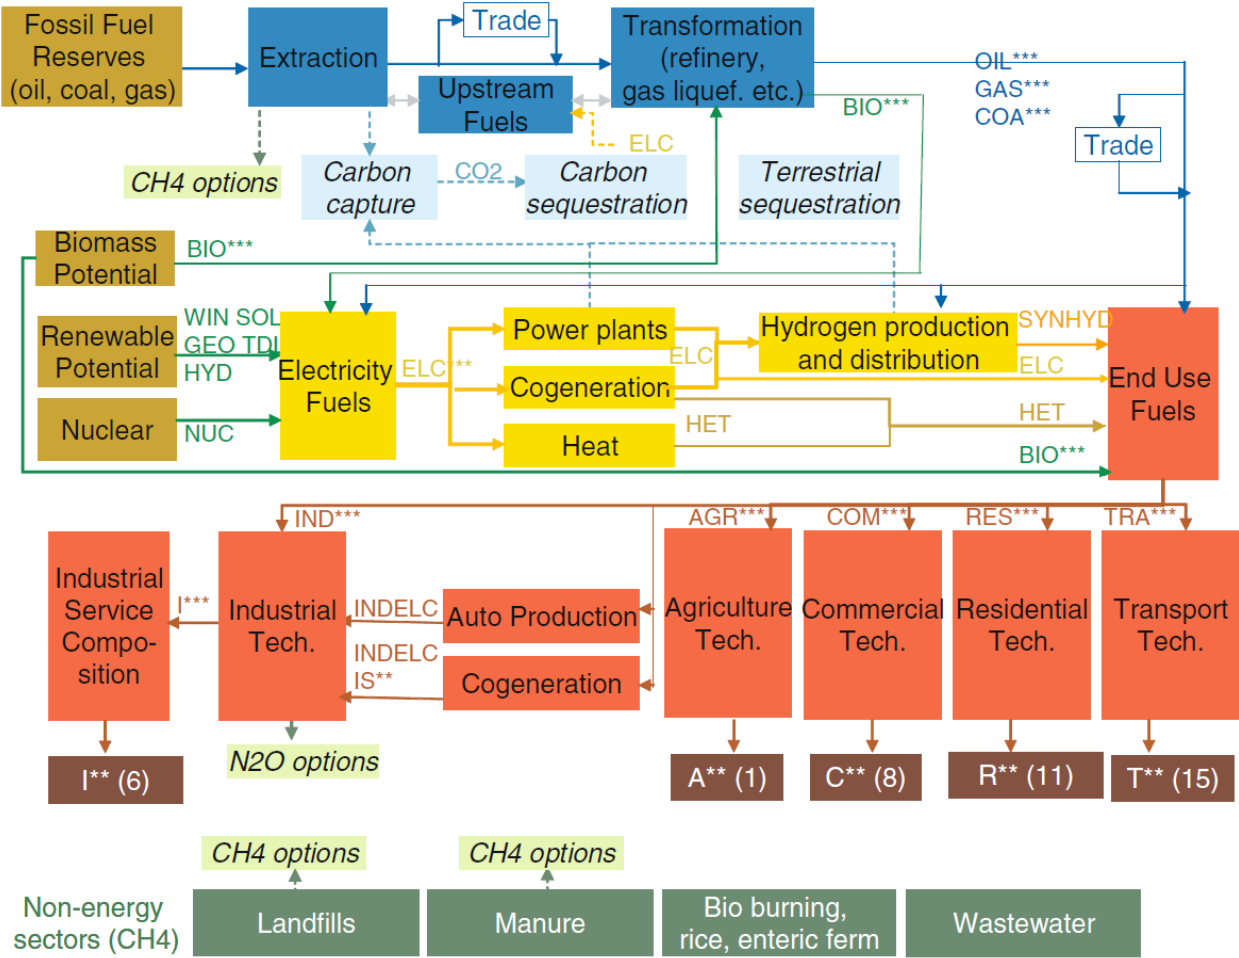 Fossil Fuel
Reserves
(oil, coal, gas)
Extraction
Trade
Transformation
(refinery,
gas liquef. etc.)
Upstream
Fuels
OIL***
GAS***
COA***
BIO***
Trade
ELC
CH4 options
Carbon
capture
CO2
Carbon
sequestration
Terrestrial
sequestration
Biomass
Potential
BIO***
Renewable
Potential
WIN SOL
GEO TDL
HYD
Nuclear
NUC
Electricity
Fuels
ELC***
Power plants
Cogeneration
Heat
ELC
HET
Hydrogen production
and distribution
SYNHYD
ELC
HET
BIO***
End Use
Fuels
IND***
AGR***
COM***
RES***
TRA***
Industrial
Service
Compo-
sition
I***
Industrial
Tech.
INDELC
INDELC
IS**
Auto Production
Cogeneration
Agriculture
Tech.
Commercial
Tech.
Residential
Tech.
Transport
Tech.
I** (6)
N2O options
A** (1)
C** (8)
R** (11)
T** (15)
CH4 options
CH4 options
Non-energy
sectors (CH4)
Landfills
Manure
Bio burning,
rice, enteric ferm
Wastewater